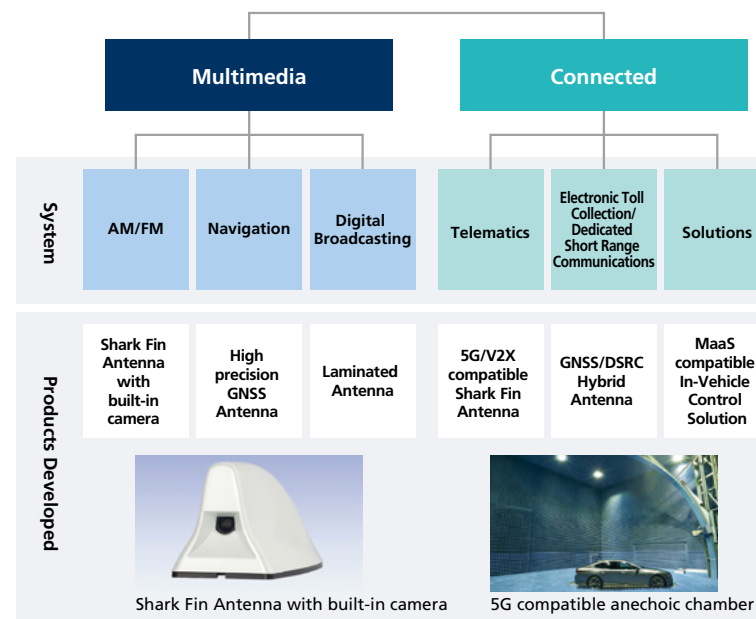 Multimedia
Connected
System
AM/FM
Navigation
Digital
Broadcasting
Telematics
Electronic Toll
Collection/
Dedicated
Short Range
Communications
Solutions
Products Developed
Shark Fin
Antenna
with
built-in
camera
High
precision
GNSS
Antenna
Laminated
Antenna
5G/V2X
compatible
Shark Fin
Antenna
GNSS/DSRC
Hybrid
Antenna
MaaS
compatible
In-Vehicle
Control
Solution
Shark Fin Antenna with built-in camera
5G compatible anechoic chamber